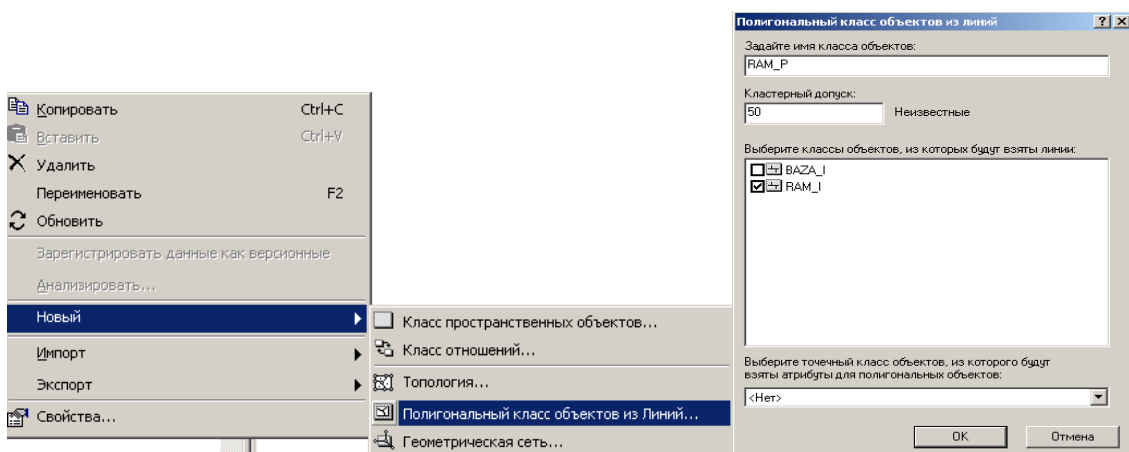 Копировать Ctrl+C
Вставить Ctrl+V
Удалить
Переименовать F2
Обновить
Зарегистрировать данные как версионные
Анализировать...
Новый
Импорт
Экспорт
Свойства...
Класс пространственных объектов...
Класс отношений...
Топология...
Полигональный класс объектов из Линий...
Геометрическая сеть...
Полигональный класс объектов из линий
Задайте имя класса объектов:
RAM_P
Кластерный допуск:
50 Неизвестные
Выберите классы объектов, из которых будут взяты линии:
BAZA_l
RAM_l
Выберите точечный класс объектов, из которого будут
взяты атрибуты для полигональных объектов:
<Нет>
OK Отмена